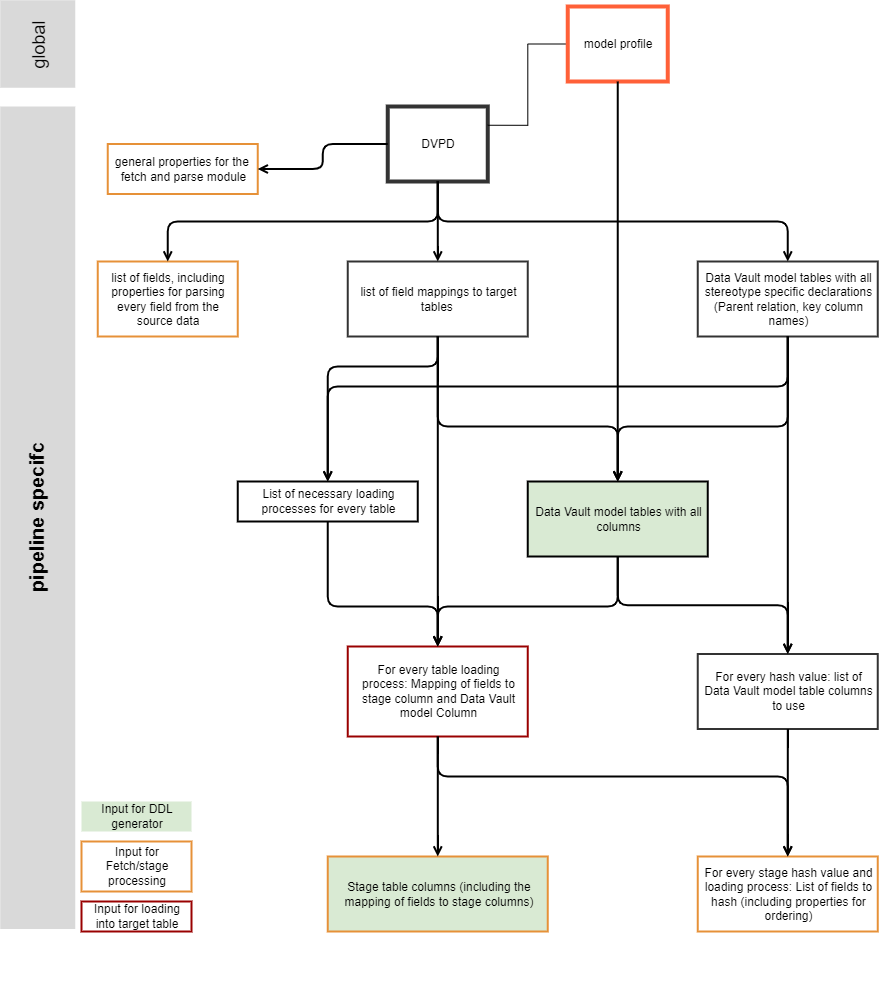 global
model profile
DVPD
general properties for the
fetch and parse module
list of fields, including
properties for parsing
every field from the
source data
list of field mappings to target
tables
Data Vault model tables with all
stereotype specific declarations
(Parent relation, key column
names)
pipeline specifc
List of necessary loading
processes for every table
Data Vault model tables with all
columns
For every table loading
process: Mapping of fields to
stage column and Data Vault
model Column
For every hash value: list of
Data Vault model table columns
to use
Input for DDL
generator
Input for
Fetch/stage
processing
Input for loading
into target table
Stage table columns (including the
mapping of fields to stage columns)
For every stage hash value and
loading process: List of fields to
hash (including properties for
ordering)